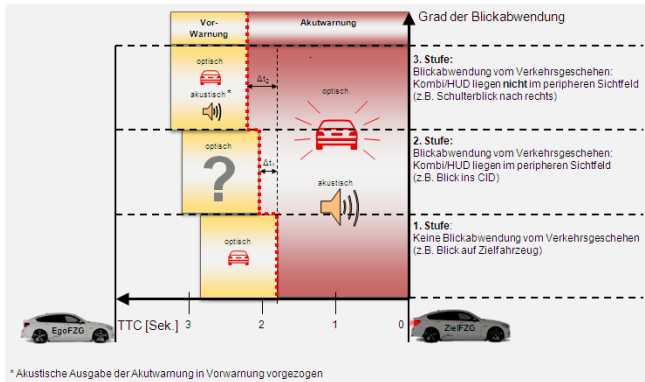 Vor-
Warnung
Akutwarnung
Grad der Blickabwendung
optisch
akustisch *
Δt₂
optisch
3. Stufe:
Blickabwendung vom Verkehrsgeschehen:
Kombi/HUD liegen nicht im peripheren Sichtfeld
(z.B. Schulterblick nach rechts)
optisch
?
Δt₁
akustisch
2. Stufe:
Blickabwendung vom Verkehrsgeschehen:
Kombi/HUD liegen im peripheren Sichtfeld
(z.B. Blick ins CID)
optisch
1. Stufe:
Keine Blickabwendung vom Verkehrsgeschehen
(z.B. Blick auf Zielfahrzeug)
EgoFZG
TTC [Sek.]
3
2
1
0
ZielFZG
* Akustische Ausgabe der Akutwarnung in Vorwarnung vorgezogen